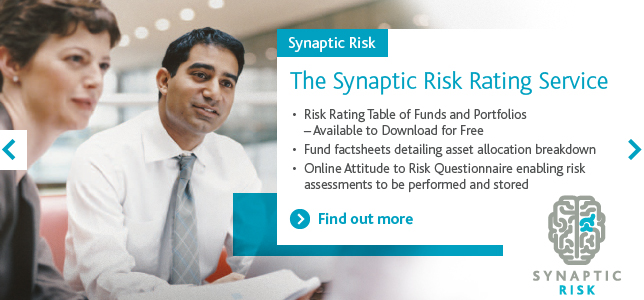 Synaptic Risk
The Synaptic Risk Rating Service
• Risk Rating Table of Funds and Portfolios
– Available to Download for Free
• Fund factsheets detailing asset allocation breakdown
• Online Attitude to Risk Questionnaire enabling risk
assessments to be performed and stored
Find out more
SYNAPTIC
RISK